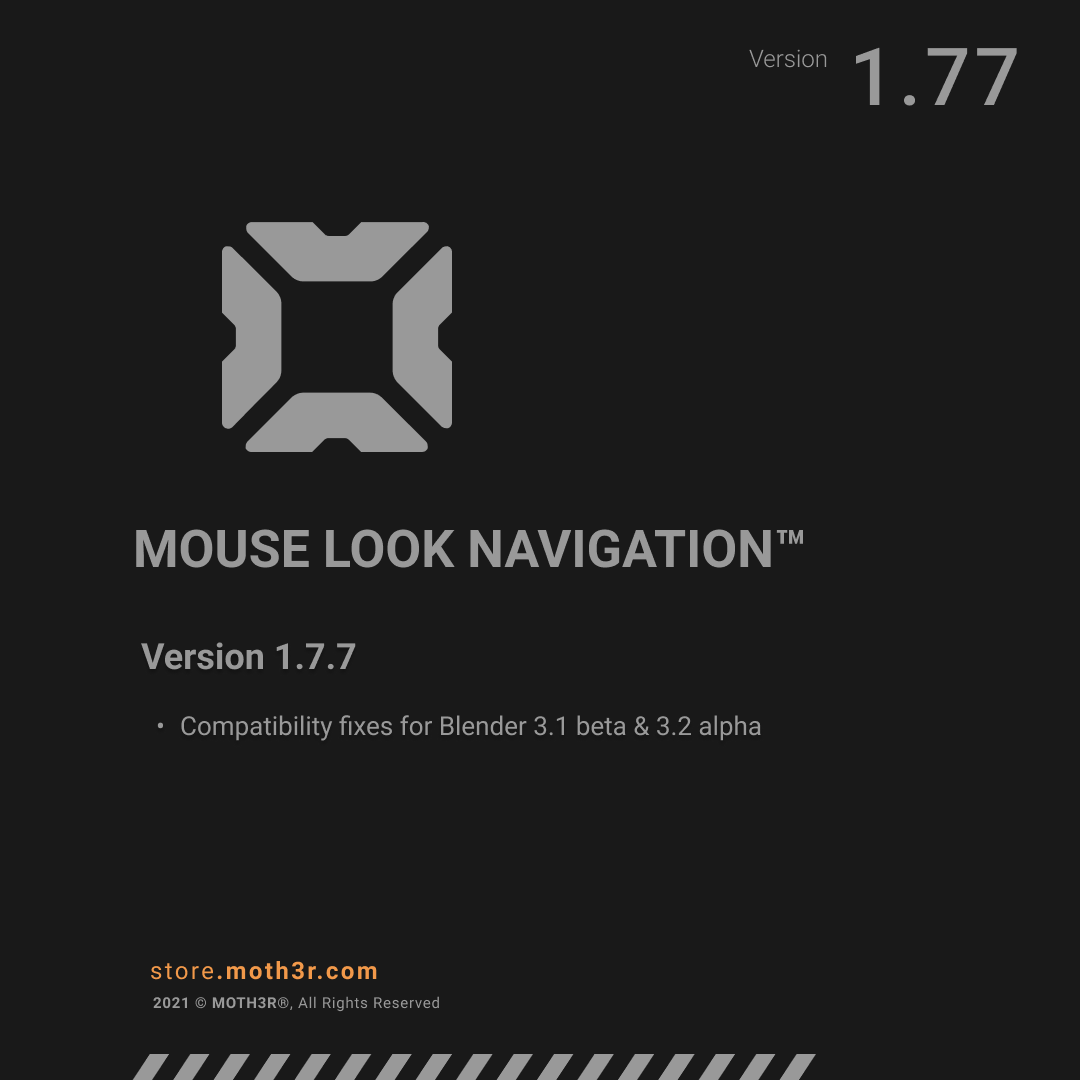 Version 1.77
MOUSE LOOK NAVIGATION™
Version 1.7.7
• Compatibility fixes for Blender 3.1 beta & 3.2 alpha
store.moth3r.com
2021 © MOTH3R®, All Rights Reserved